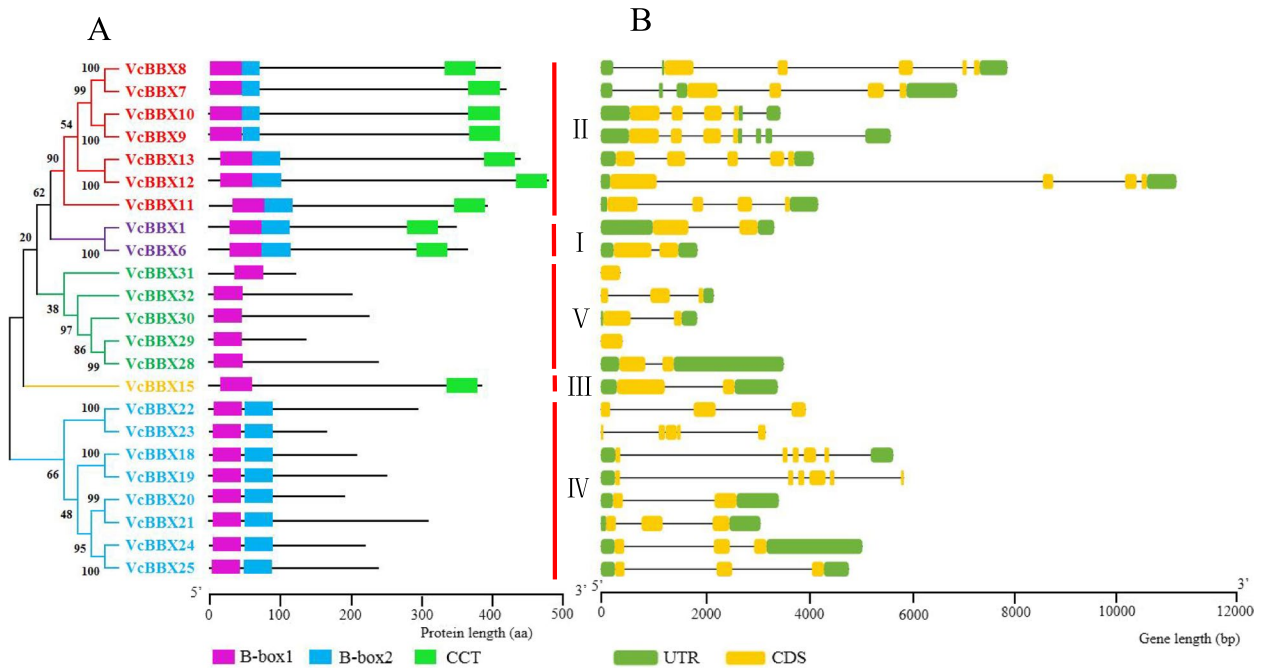 A
B
100
VcBBX8
99
VcBBX7
VcBBX10
54
100
VcBBX9
II
90
VcBBX13
100
VcBBX12
62
VcBBX11
VcBBX1
20
100
VcBBX6
I
VcBBX31
VcBBX32
38
97
VcBBX30
V
86
VcBBX29
99
VcBBX28
VcBBX15
III
100
VcBBX22
VcBBX23
100
VcBBX18
66
VcBBX19
99
VcBBX20
IV
48
VcBBX21
95
VcBBX24
100
VcBBX25
5’ 3’ 5’ 3’
0 100 200 300 400 500
0 2000 4000 6000 8000 10000 12000
Protein length (aa)
Gene length (bp)
B-box1 B-box2 CCT UTR CDS